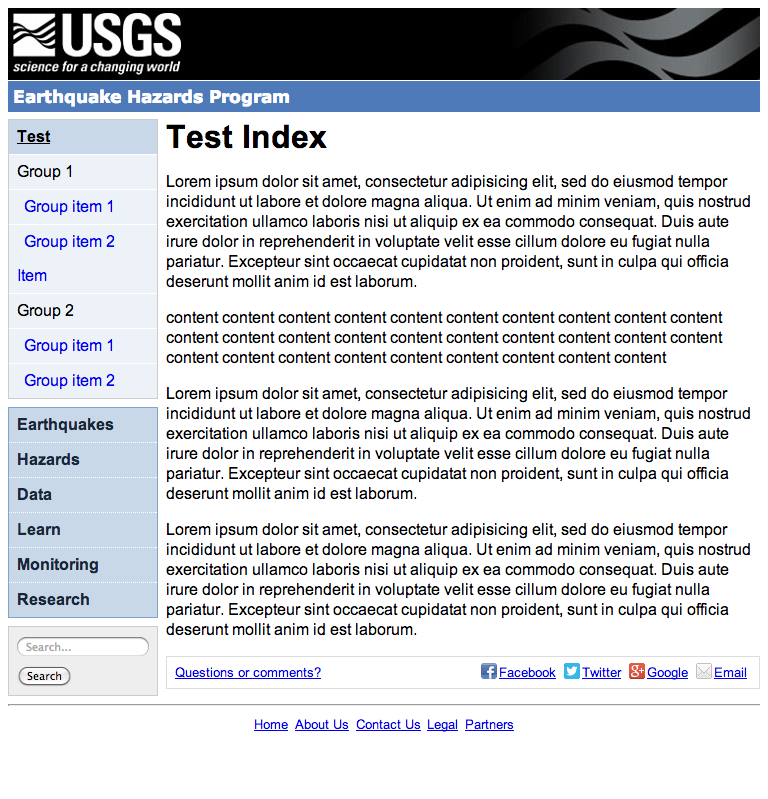 USGS
science for a changing world
Earthquake Hazards Program
Test
Group 1
Group item 1
Group item 2
Item
Group 2
Group item 1
Group item 2
Earthquakes
Hazards
Data
Learn
Monitoring
Research
Search...
Search
Test Index
Lorem ipsum dolor sit amet, consectetur adipisicing elit, sed do eiusmod tempor
incididunt ut labore et dolore magna aliqua. Ut enim ad minim veniam, quis nostrud
exercitation ullamco laboris nisi ut aliquip ex ea commodo consequat. Duis aute
irure dolor in reprehenderit in voluptate velit esse cillum dolore eu fugiat nulla
pariatur. Excepteur sint occaecat cupidatat non proident, sunt in culpa qui officia
deserunt mollit anim id est laborum.
content content content content content content content content content content
content content content content content content content content content content
content content content content content content content content content
Lorem ipsum dolor sit amet, consectetur adipisicing elit, sed do eiusmod tempor
incididunt ut labore et dolore magna aliqua. Ut enim ad minim veniam, quis nostrud
exercitation ullamco laboris nisi ut aliquip ex ea commodo consequat. Duis aute
irure dolor in reprehenderit in voluptate velit esse cillum dolore eu fugiat nulla
pariatur. Excepteur sint occaecat cupidatat non proident, sunt in culpa qui officia
deserunt mollit anim id est laborum.
Lorem ipsum dolor sit amet, consectetur adipisicing elit, sed do eiusmod tempor
incididunt ut labore et dolore magna aliqua. Ut enim ad minim veniam, quis nostrud
exercitation ullamco laboris nisi ut aliquip ex ea commodo consequat. Duis aute
irure dolor in reprehenderit in voluptate velit esse cillum dolore eu fugiat nulla
pariatur. Excepteur sint occaecat cupidatat non proident, sunt in culpa qui officia
deserunt mollit anim id est laborum.
Questions or comments? Facebook Twitter Google Email
Home About Us Contact Us Legal Partners